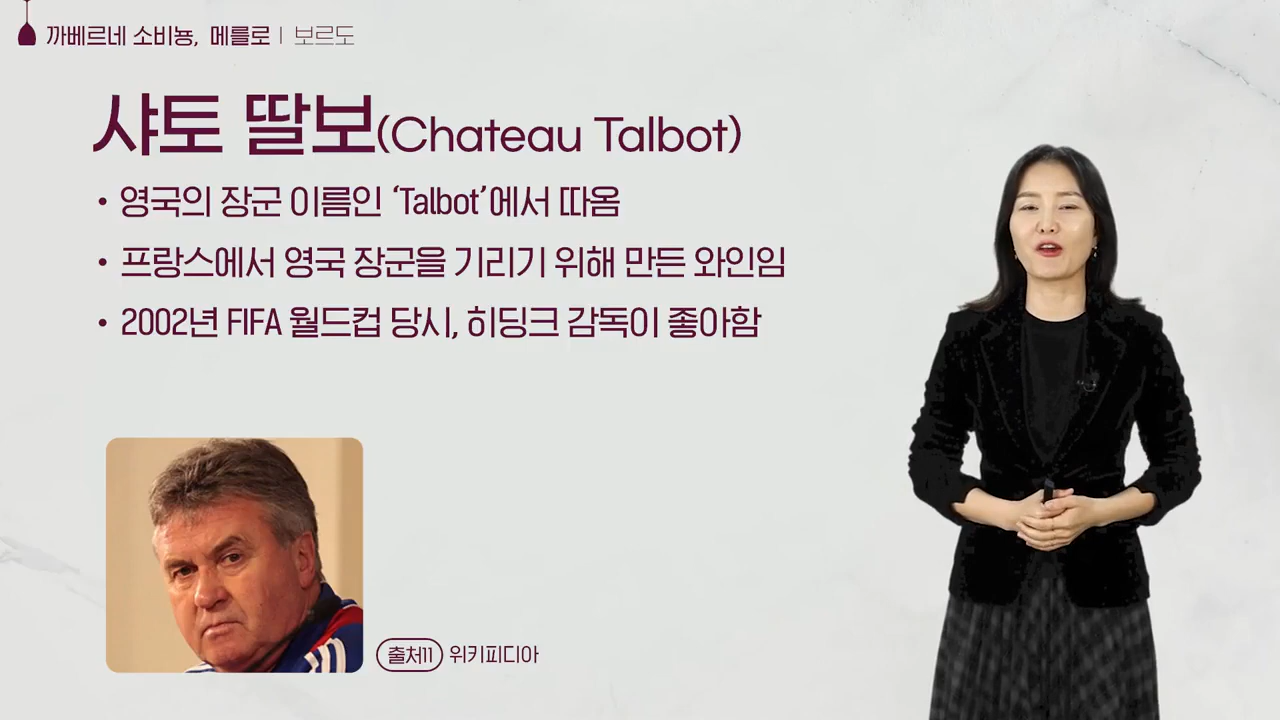 까베르네 소비뇽, 메를로 | 보르도
샤토 딸보(Chateau Talbot)
• 영국의 장군 이름인 ‘Talbot’에서 따옴
• 프랑스에서 영국 장군을 기리기 위해 만든 와인임
• 2002년 FIFA 월드컵 당시, 히딩크 감독이 좋아함
출처11 위키피디아